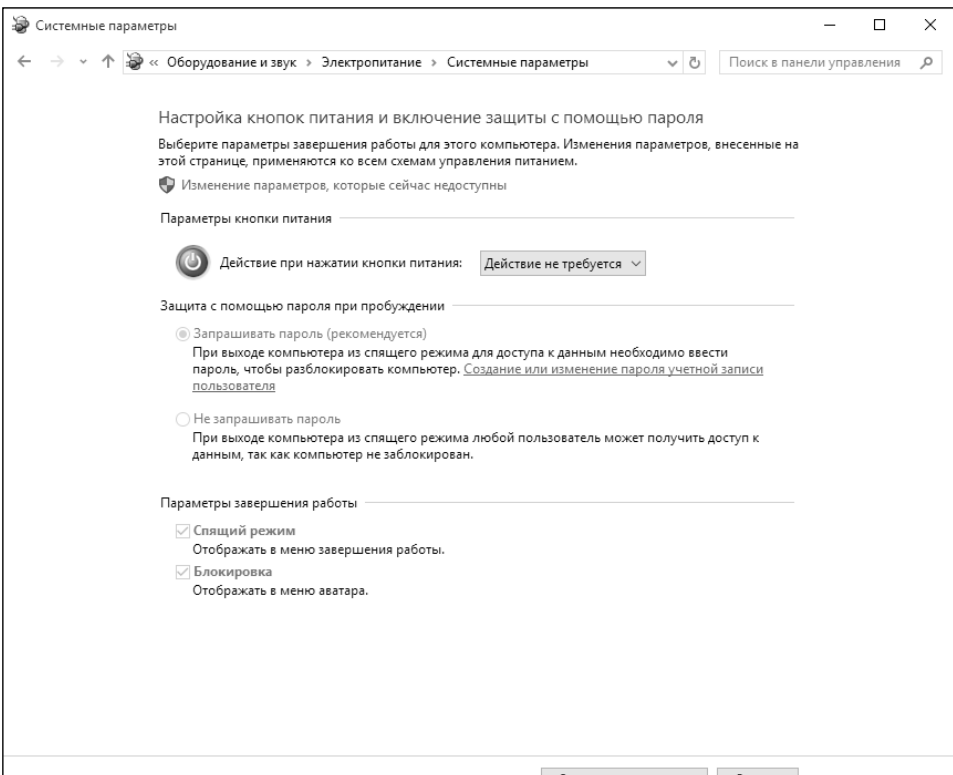 Системные параметры
« Оборудование и звук › Электропитание › Системные параметры
Поиск в панели управления
Настройка кнопок питания и включение защиты с помощью пароля
Выберите параметры завершения работы для этого компьютера. Изменения параметров, внесенные на
этой странице, применяются ко всем схемам управления питанием.
Изменение параметров, которые сейчас недоступны
Параметры кнопки питания
Действие при нажатии кнопки питания: Действие не требуется
Защита с помощью пароля при пробуждении
Запрашивать пароль (рекомендуется)
При выходе компьютера из спящего режима для доступа к данным необходимо ввести
пароль, чтобы разблокировать компьютер. Создание или изменение пароля учетной записи
пользователя
Не запрашивать пароль
При выходе компьютера из спящего режима любой пользователь может получить доступ к
данным, так как компьютер не заблокирован.
Параметры завершения работы
Спящий режим
Отображать в меню завершения работы.
Блокировка
Отображать в меню аватара.